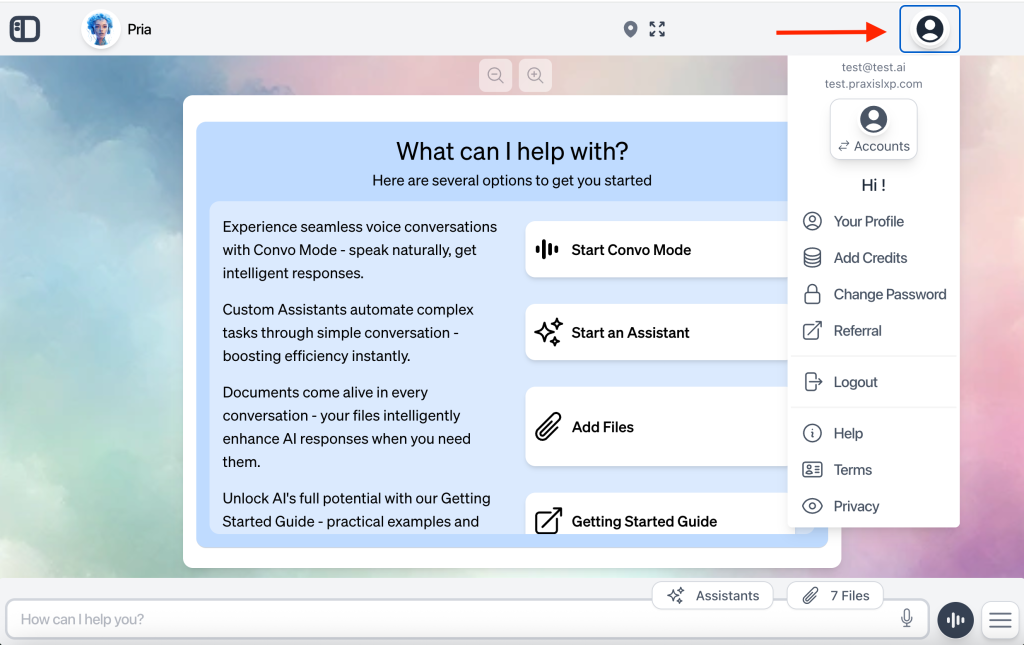 Pria
test@test.ai
test.praxislxp.com
Accounts
Hi !
Your Profile
Add Credits
Change Password
Referral
Logout
Help
Terms
Privacy
What can I help with?
Here are several options to get you started
Experience seamless voice conversations
with Convo Mode - speak naturally, get
intelligent responses.
Start Convo Mode
Custom Assistants automate complex
tasks through simple conversation -
boosting efficiency instantly.
Start an Assistant
Documents come alive in every
conversation - your files intelligently
enhance AI responses when you need
them.
Add Files
Unlock AI's full potential with our Getting
Started Guide - practical examples and
Getting Started Guide
Assistants
7 Files
How can I help you?